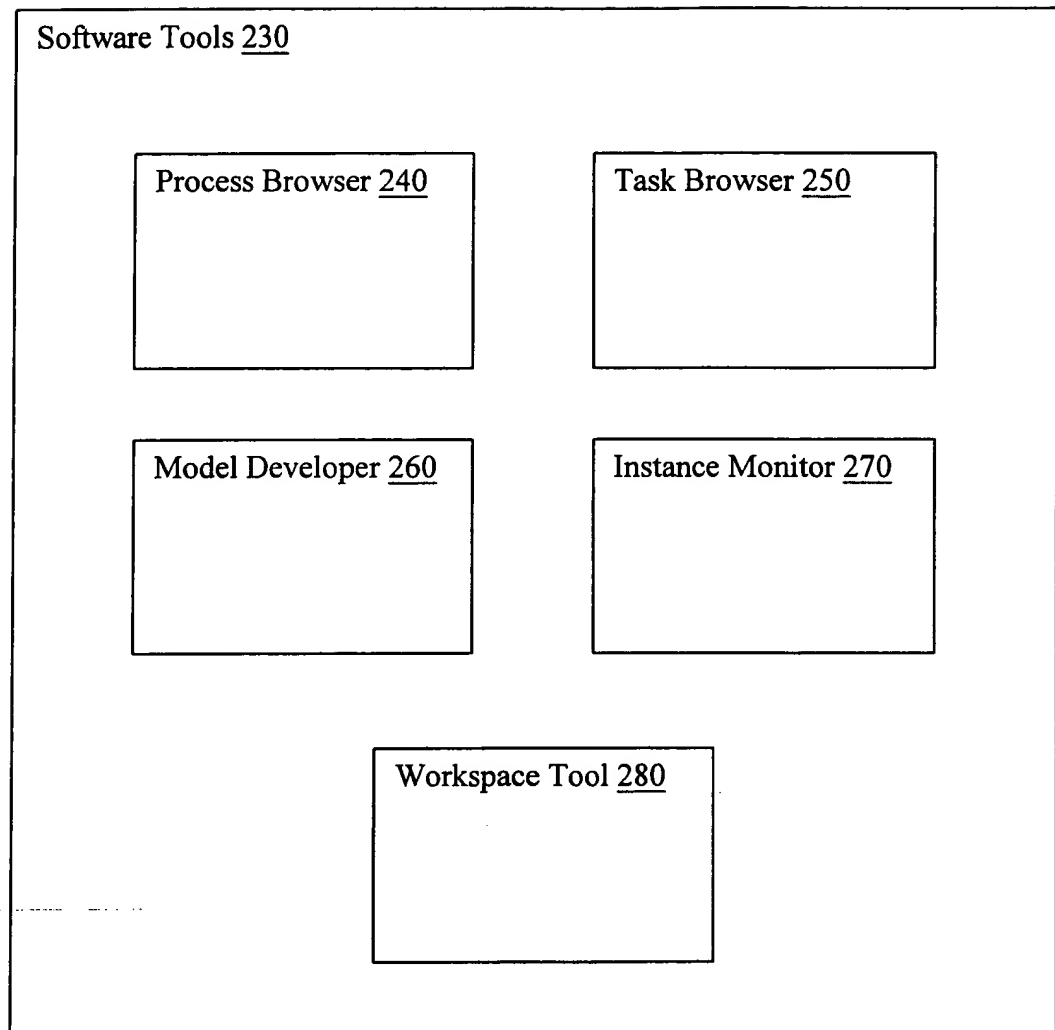 Software Tools 230
Process Browser 240
Task Browser 250
Model Developer 260
Instance Monitor 270
Workspace Tool 280